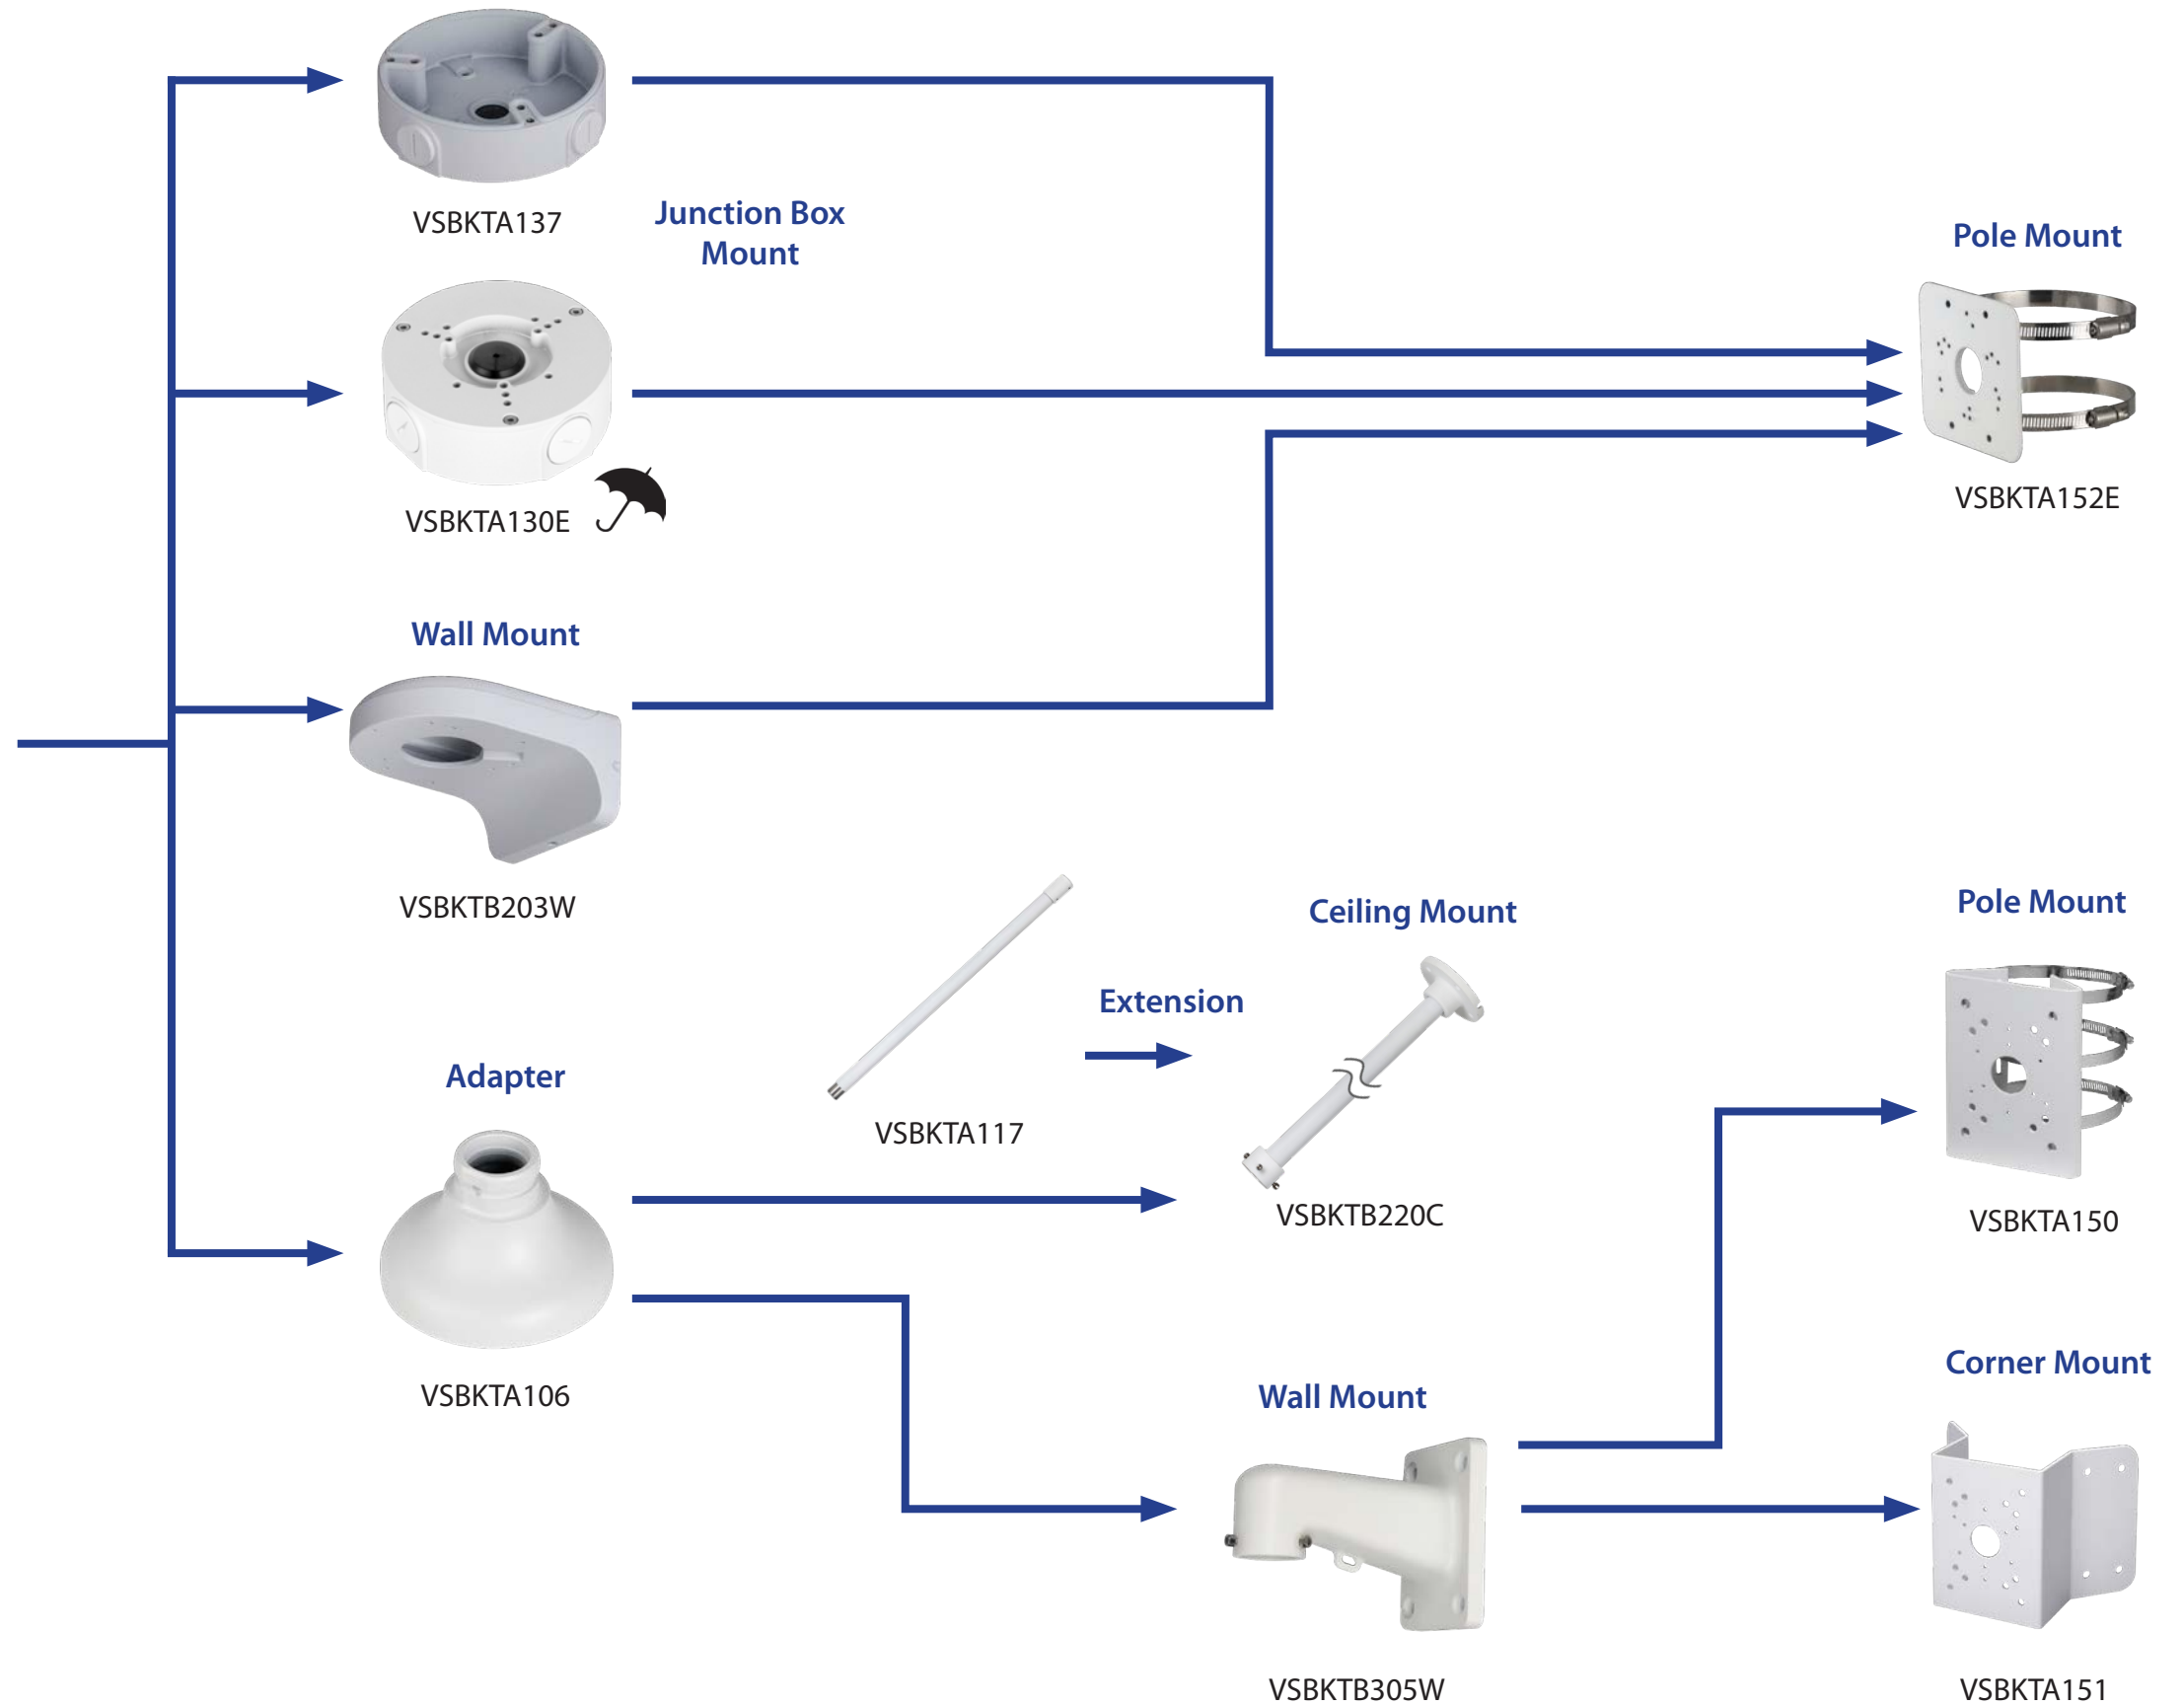 VSBKTA137
Junction Box
Mount
Pole Mount
VSBKTA130E
VSBKTA152E
Wall Mount
VSBKTB203W
Ceiling Mount
Pole Mount
Extension
Adapter
VSBKTA117
VSBKTB220C
VSBKTA150
VSBKTA106
Wall Mount
Corner Mount
VSBKTB305W
VSBKTA151